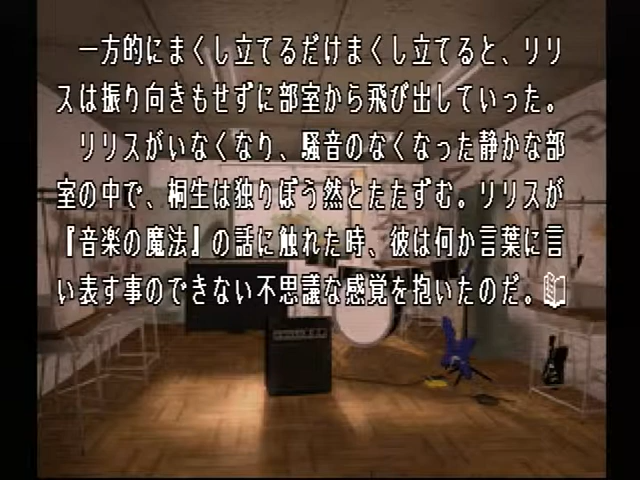 一方的にまくし立てるだけまくし立てると、リリ
スは振り向きもせずに部室から飛び出していった。
リリスがいなくなり、騒音のなくなった静かな部
室の中で、桐生は独りぼう然とたたずむ。リリスが
『音楽の魔法』の話に触れた時、彼は何か言葉に言
い表す事のできない不思議な感覚を抱いたのだ。